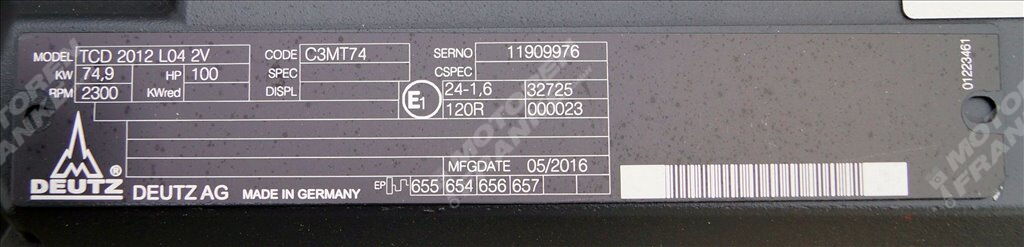 MODEL TCD 2012 L04 2V CODE C3MT74 SERNO 11909976
KW 74,9 HP 100 SPEC CSPEC
RPM 2300 KWred DISPL E1 24-1,6 32725
120R 000023
MFGDATE 05/2016
DEUTZ ® DEUTZ AG MADE IN GERMANY EP 655 654 656 657
01223461
© MOTOREN FRANKEN